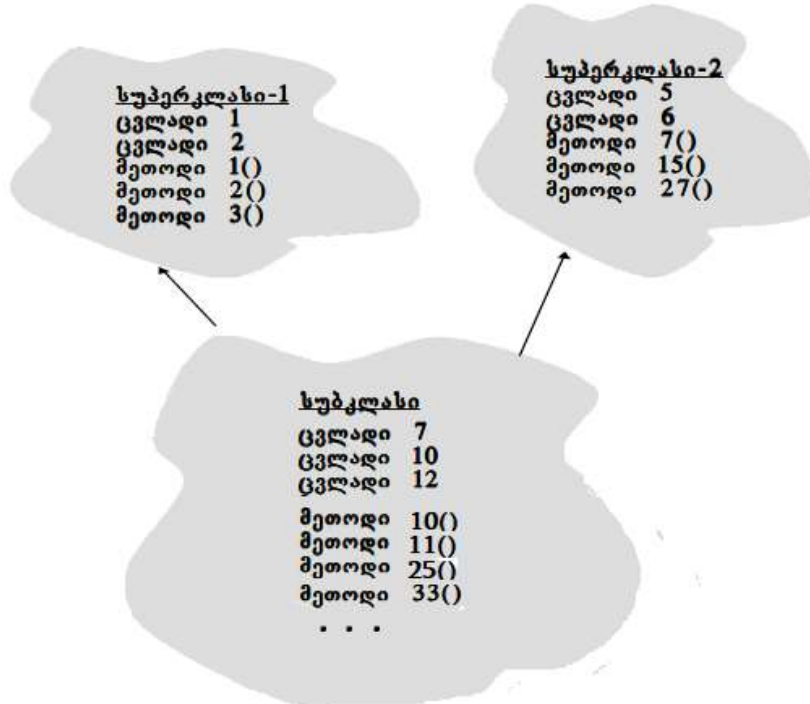 სუპერკლასი-1
ცვლადი 1
ცვლადი 2
მეთოდი 1()
მეთოდი 2()
მეთოდი 3()
სუპერკლასი-2
ცვლადი 5
ცვლადი 6
მეთოდი 7()
მეთოდი 15()
მეთოდი 27()
სუბკლასი
ცვლადი 7
ცვლადი 10
ცვლადი 12
მეთოდი 10()
მეთოდი 11()
მეთოდი 25()
მეთოდი 33()
. . .